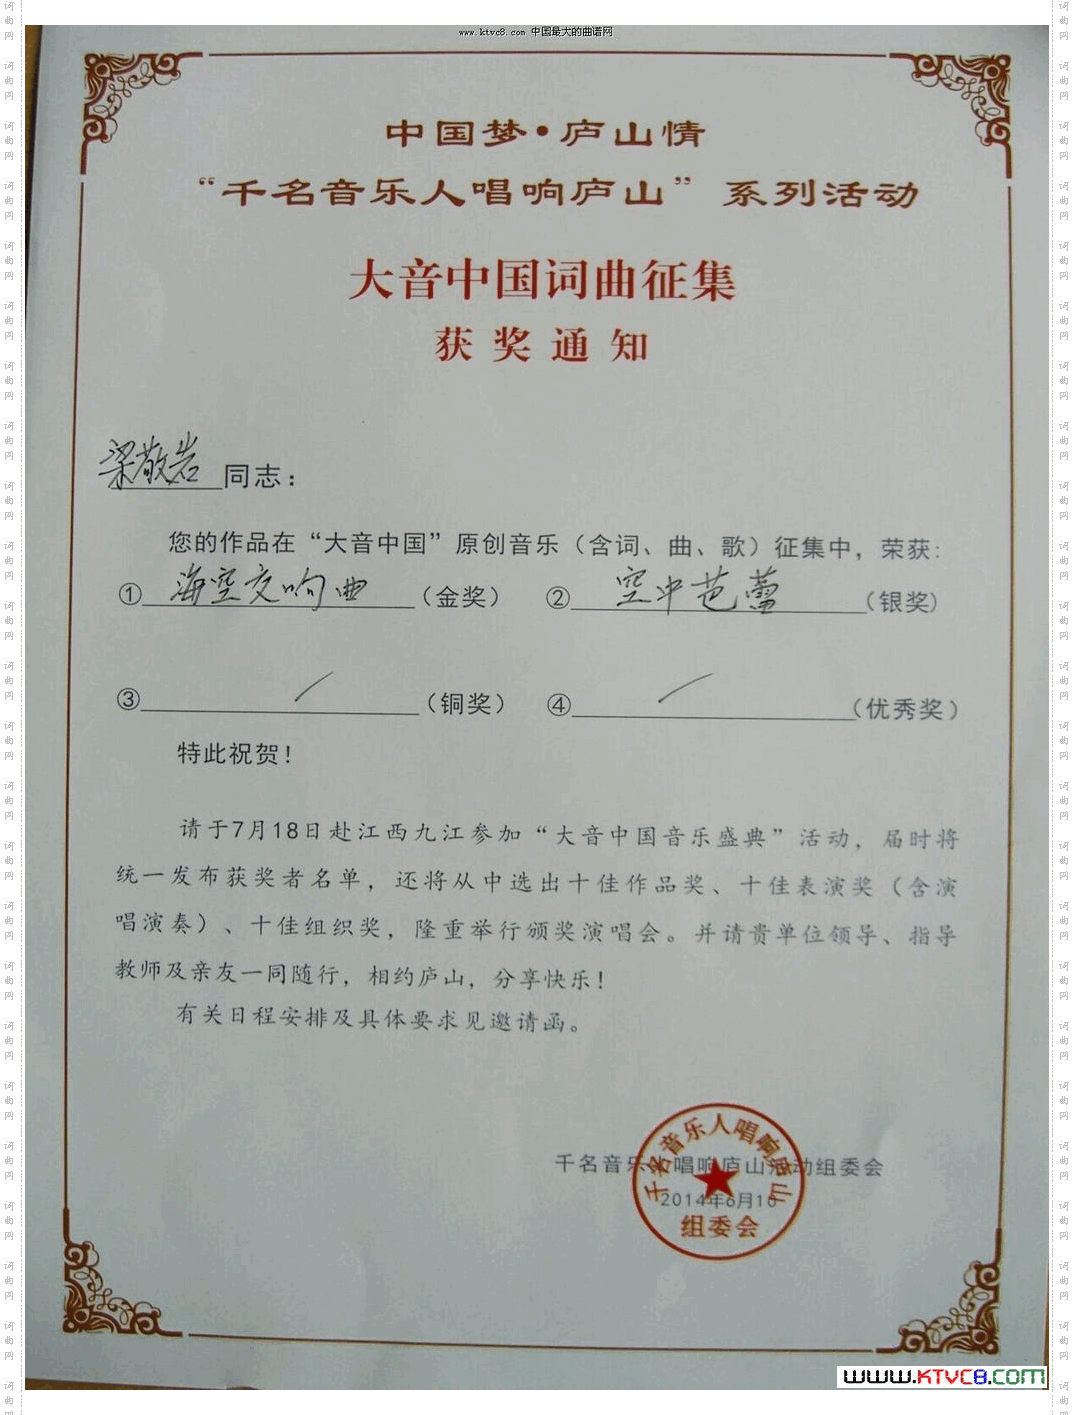 www.ktvc8.com 中国最大的曲谱网
中国梦·庐山情
“千名音乐人唱响庐山”系列活动
大音中国词曲征集
获奖通知
梁敬岩同志：
您的作品在“大音中国”原创音乐（含词、曲、歌）征集中，荣获：
①海空交响曲（金奖） ②空中芭蕾（银奖）
③（铜奖） ④（优秀奖）
特此祝贺！
请于7月18日赴江西九江参加“大音中国音乐盛典”活动，届时将
统一发布获奖者名单，还将从中选出十佳作品奖、十佳表演奖（含演
唱演奏）、十佳组织奖，隆重举行颁奖演唱会。并请贵单位领导、指导
教师及亲友一同随行，相约庐山，分享快乐！
有关日程安排及具体要求见邀请函。
千名音乐人唱响庐山活动组委会
2014年6月10
千名音乐人唱响庐山
组委会
www.KTVC8.com